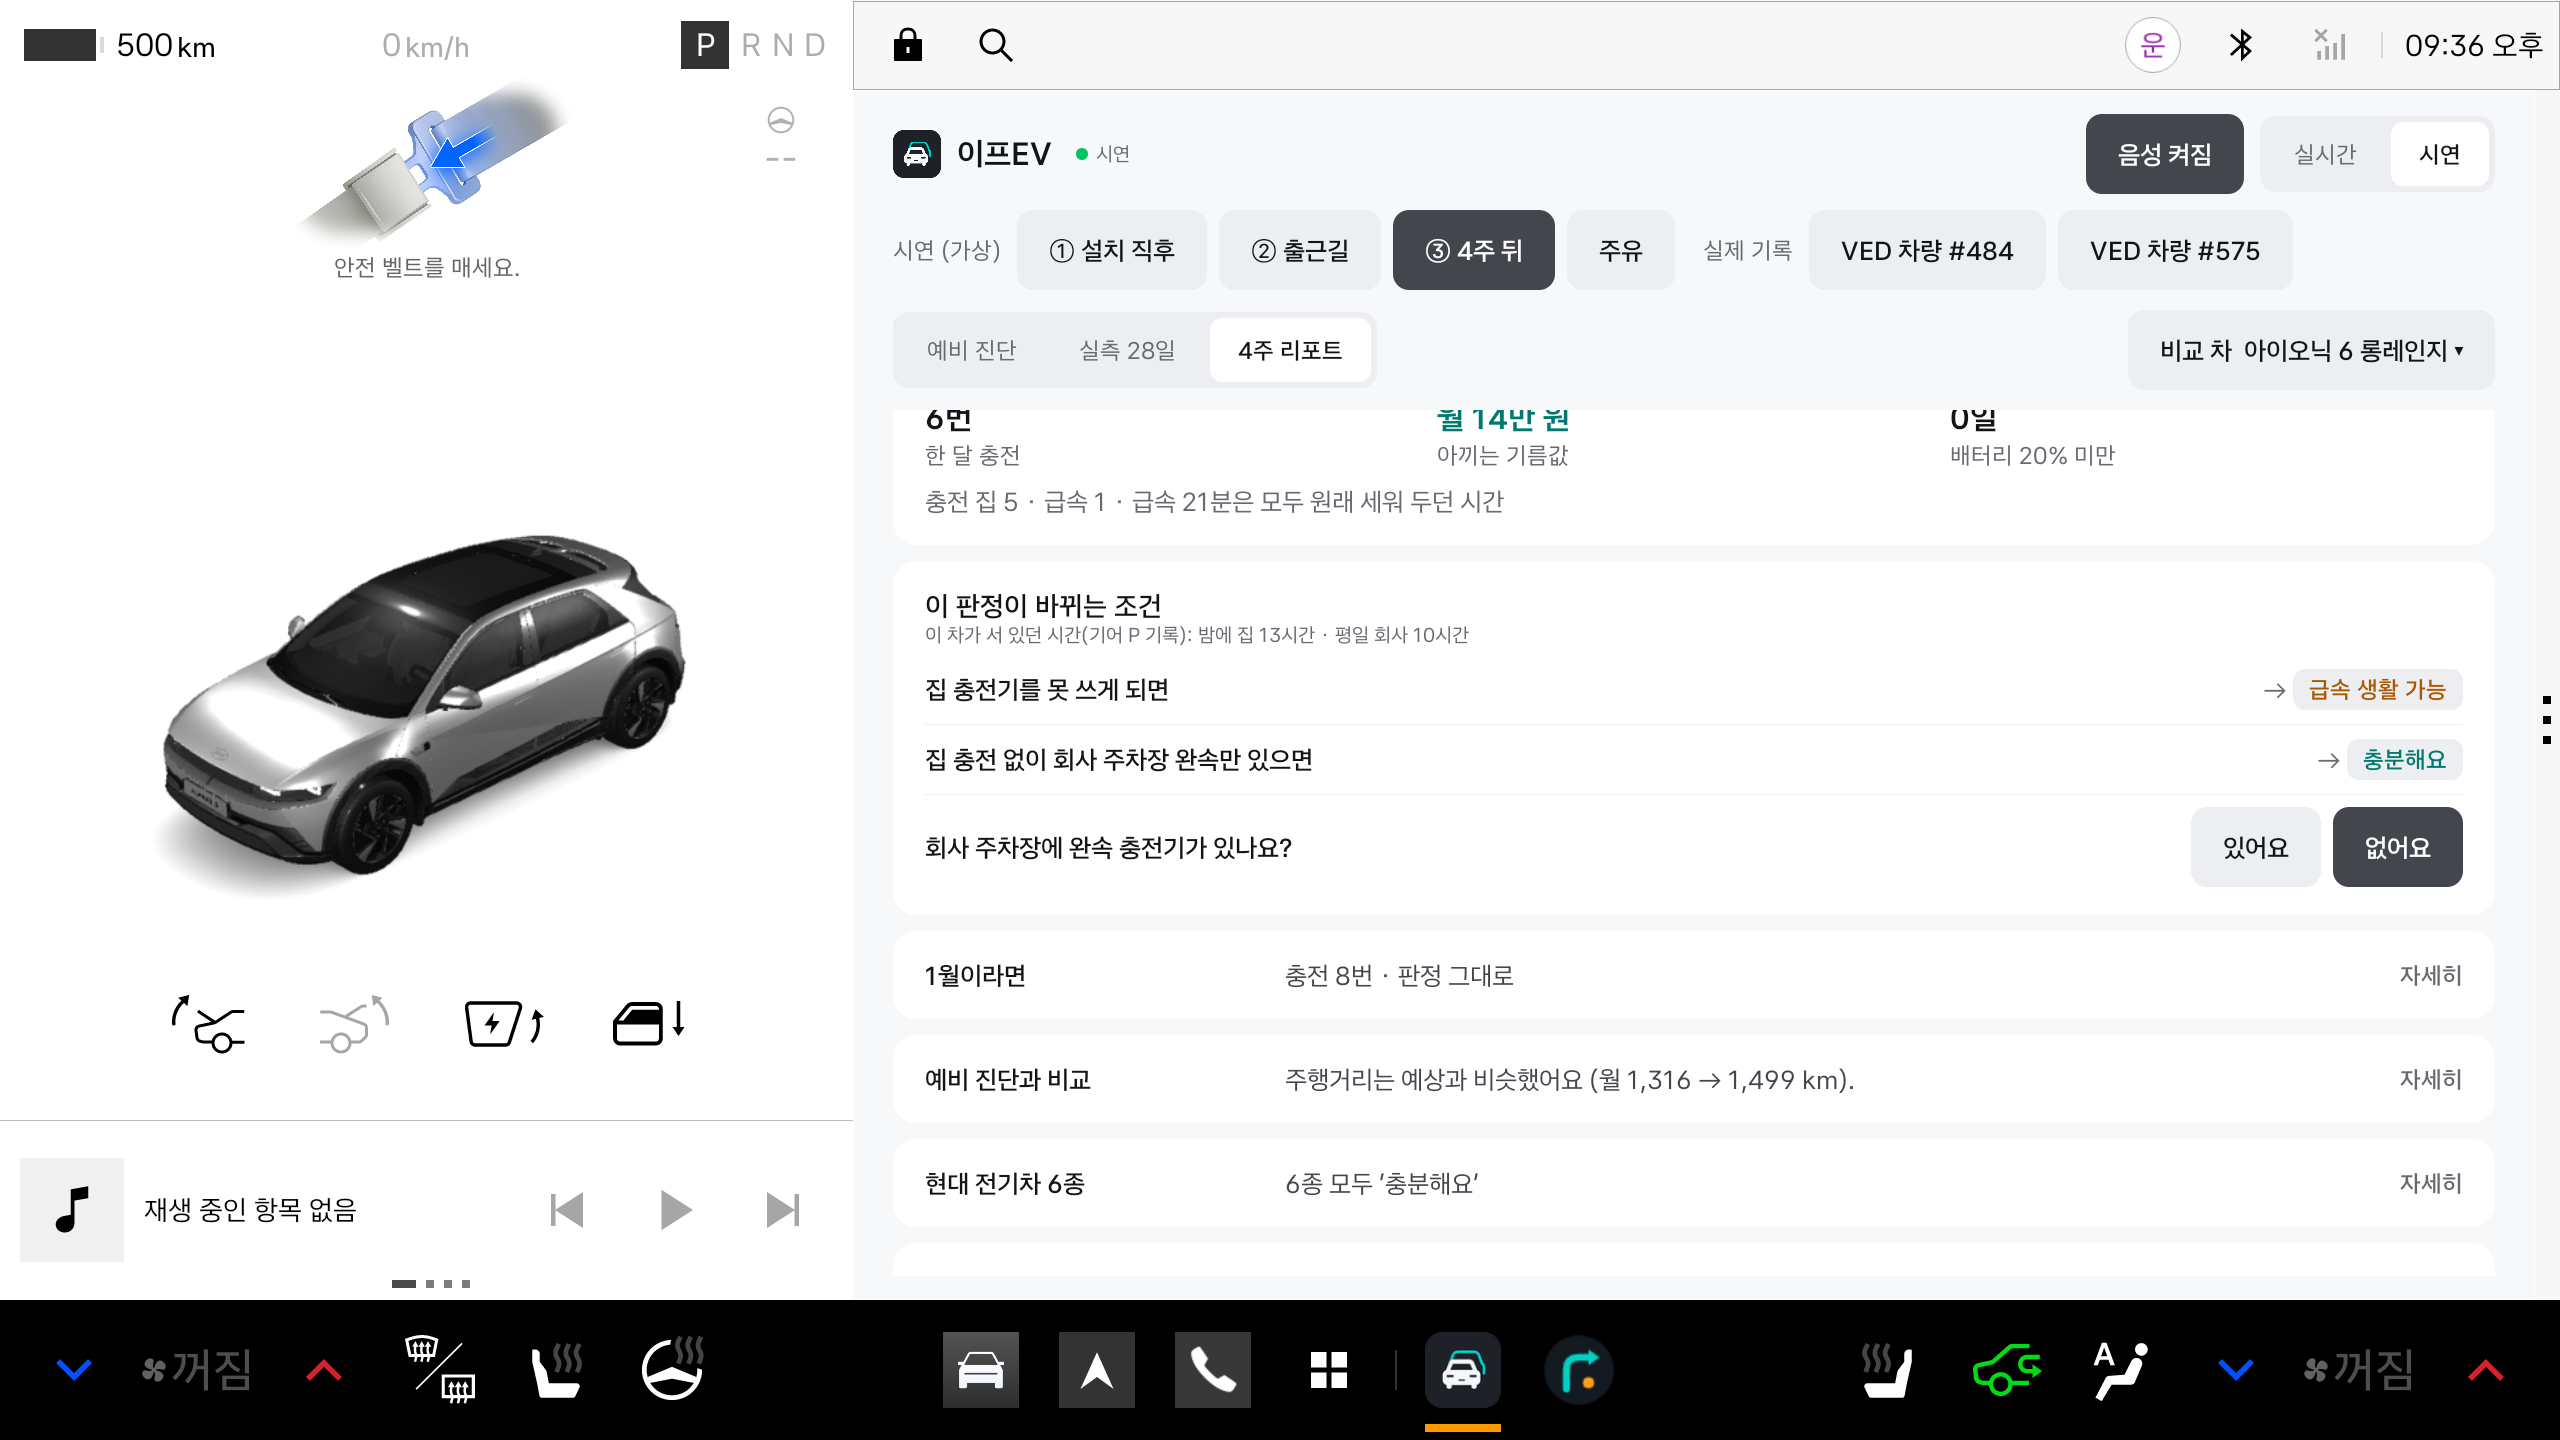 500 km
0 km/h
P R N D
운
09:36 오후
안전 벨트를 매세요.
이프EV
시연
음성 켜짐
실시간
시연
시연 (가상)
① 설치 직후
② 출근길
③ 4주 뒤
주유
실제 기록
VED 차량 #484
VED 차량 #575
예비 진단
실측 28일
4주 리포트
비교 차 아이오닉 6 롱레인지 ▾
6번
월 14만 원
0일
한 달 충전
아끼는 기름값
배터리 20% 미만
충전 집 5 · 급속 1 · 급속 21분은 모두 원래 세워 두던 시간
이 판정이 바뀌는 조건
이 차가 서 있던 시간(기어 P 기록): 밤에 집 13시간 · 평일 회사 10시간
집 충전기를 못 쓰게 되면
→ 급속 생활 가능
집 충전 없이 회사 주차장 완속만 있으면
→ 충분해요
회사 주차장에 완속 충전기가 있나요?
있어요
없어요
1월이라면
충전 8번 · 판정 그대로
자세히
예비 진단과 비교
주행거리는 예상과 비슷했어요 (월 1,316 → 1,499 km).
자세히
현대 전기차 6종
6종 모두 '충분해요'
자세히
재생 중인 항목 없음
꺼짐
A
꺼짐